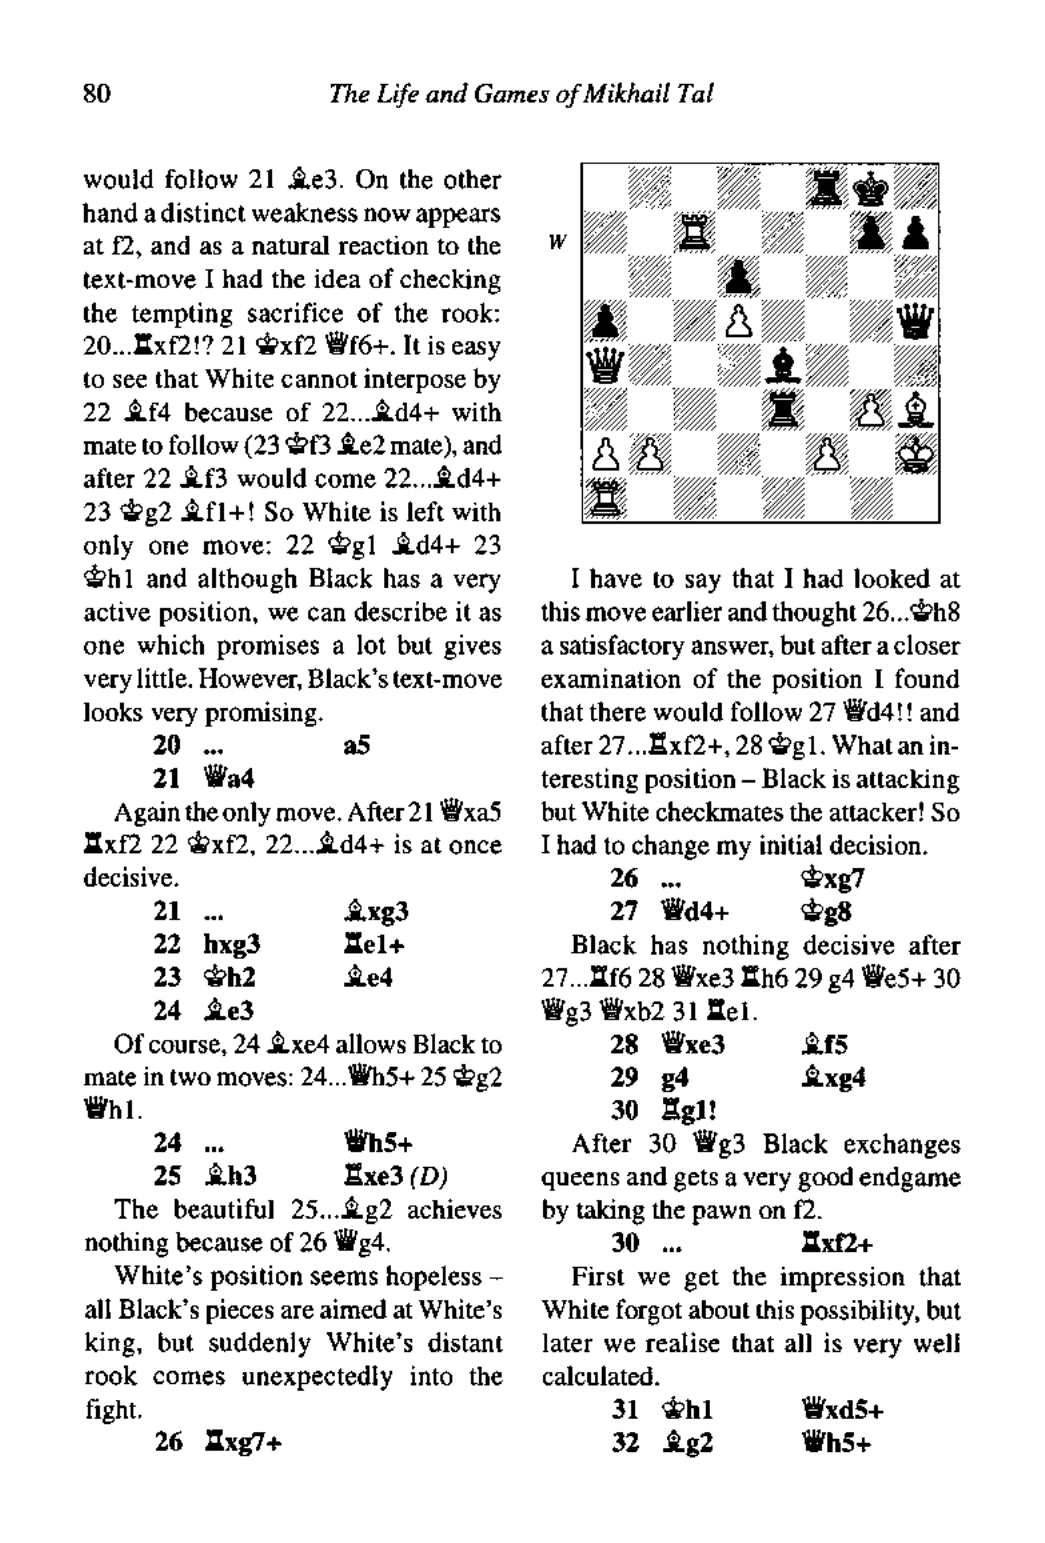 80
The Life and Games of Mikhail Tal
would follow 21 ♗e3. On the other
hand a distinct weakness now appears
at f2, and as a natural reaction to the
text-move I had the idea of checking
the tempting sacrifice of the rook:
20...♖xf2!? 21 ♔xf2 ♕f6+. It is easy
to see that White cannot interpose by
22 ♗f4 because of 22...♗d4+ with
mate to follow (23 ♔f3 ♗e2 mate), and
after 22 ♗f3 would come 22...♗d4+
23 ♔g2 ♗f1+! So White is left with
only one move: 22 ♔g1 ♗d4+ 23
♔h1 and although Black has a very
active position, we can describe it as
one which promises a lot but gives
very little. However, Black's text-move
looks very promising.
20 ... a5
21 ♕a4
Again the only move. After 21 ♕xa5
♖xf2 22 ♔xf2, 22...♗d4+ is at once
decisive.
21 ... ♗xg3
22 hxg3 ♖e1+
23 ♔h2 ♗e4
24 ♗e3
Of course, 24 ♗xe4 allows Black to
mate in two moves: 24...♕h5+ 25 ♔g2
♕h1.
24 ... ♕h5+
25 ♗h3 ♖xe3 (D)
The beautiful 25...♗g2 achieves
nothing because of 26 ♕g4.
White's position seems hopeless –
all Black's pieces are aimed at White's
king, but suddenly White's distant
rook comes unexpectedly into the
fight.
26 ♖xg7+
W
I have to say that I had looked at
this move earlier and thought 26...♔h8
a satisfactory answer, but after a closer
examination of the position I found
that there would follow 27 ♕d4!! and
after 27...♖xf2+, 28 ♔g1. What an in-
teresting position – Black is attacking
but White checkmates the attacker! So
I had to change my initial decision.
26 ... ♔xg7
27 ♕d4+ ♔g8
Black has nothing decisive after
27...♖f6 28 ♕xe3 ♖h6 29 g4 ♕e5+ 30
♕g3 ♕xb2 31 ♖e1.
28 ♕xe3 ♗f5
29 g4 ♗xg4
30 ♖g1!
After 30 ♕g3 Black exchanges
queens and gets a very good endgame
by taking the pawn on f2.
30 ... ♖xf2+
First we get the impression that
White forgot about this possibility, but
later we realise that all is very well
calculated.
31 ♔h1 ♕xd5+
32 ♗g2 ♕h5+